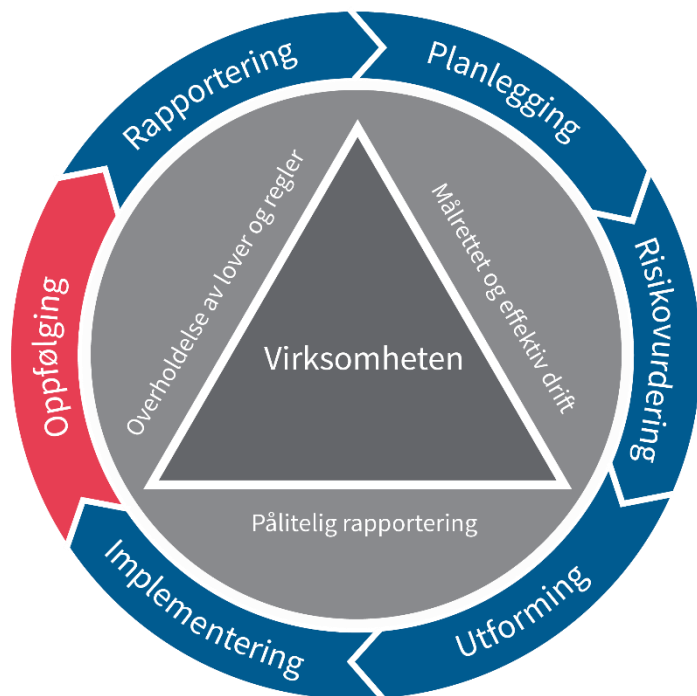 Rapportering
Planlegging
Risikovurdering
Utforming
Implementering
Oppfølging
Overholdelse av lover og regler
Målrettet og effektiv drift
Virksomheten
Pålitelig rapportering